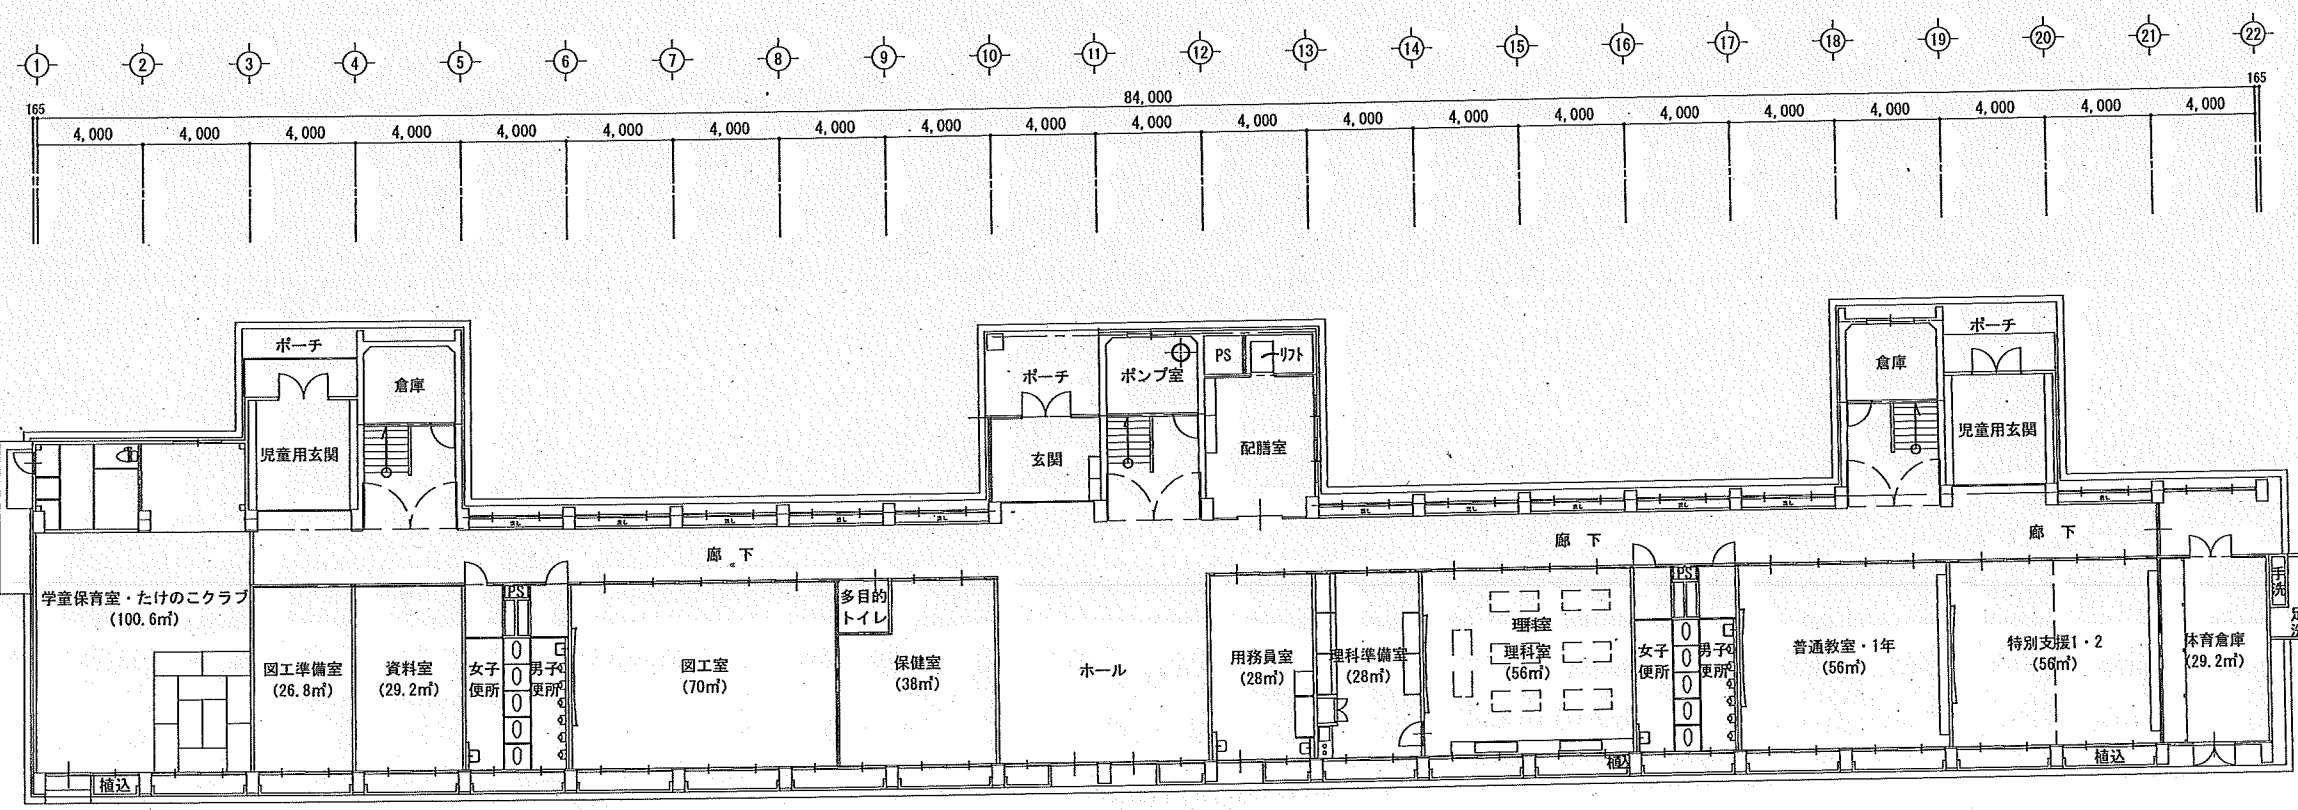 1 2 3 4 5 6 7 8 9 10 11 12 13 14 15 16 17 18 19 20 21 22
165 84,000 165
4,000 4,000 4,000 4,000 4,000 4,000 4,000 4,000 4,000 4,000 4,000 4,000 4,000 4,000 4,000 4,000 4,000 4,000 4,000 4,000 4,000
ポーチ
倉庫
児童用玄関
ポーチ
ポンプ室
PS
リフト
玄関
配膳室
倉庫
ポーチ
児童用玄関
廊 下
廊 下
廊 下
学童保育室・たけのこクラブ
(100.6㎡)
図工準備室
(26.8㎡)
資料室
(29.2㎡)
PS
女子
便所
男子
便所
図工室
(70㎡)
多目的
トイレ
保健室
(38㎡)
ホール
用務員室
(28㎡)
理科準備室
(28㎡)
理科室
理科室
(56㎡)
PS
女子
便所
男子
便所
普通教室・1年
(56㎡)
特別支援1・2
(56㎡)
体育倉庫
(29.2㎡)
手洗
植込
植込
植込